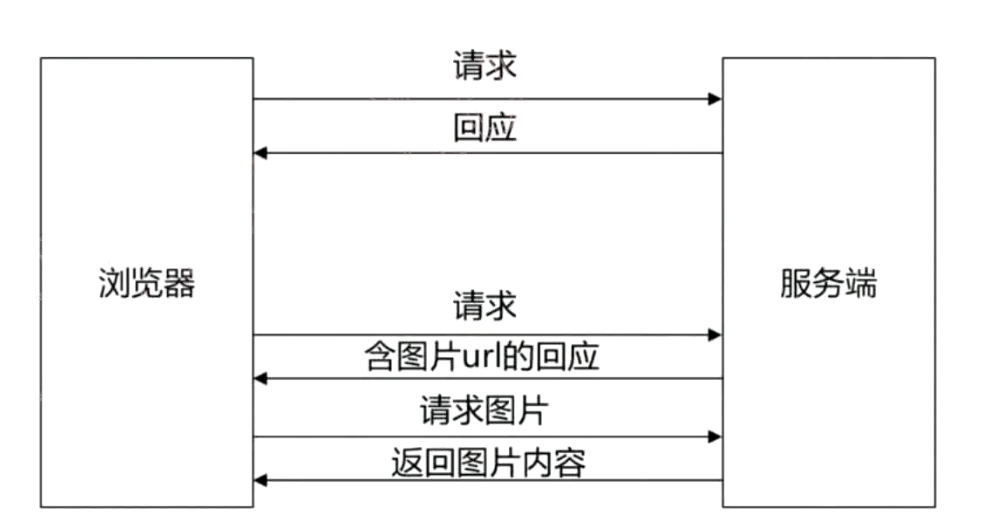 请求
回应
浏览器
服务端
请求
含图片url的回应
请求图片
返回图片内容